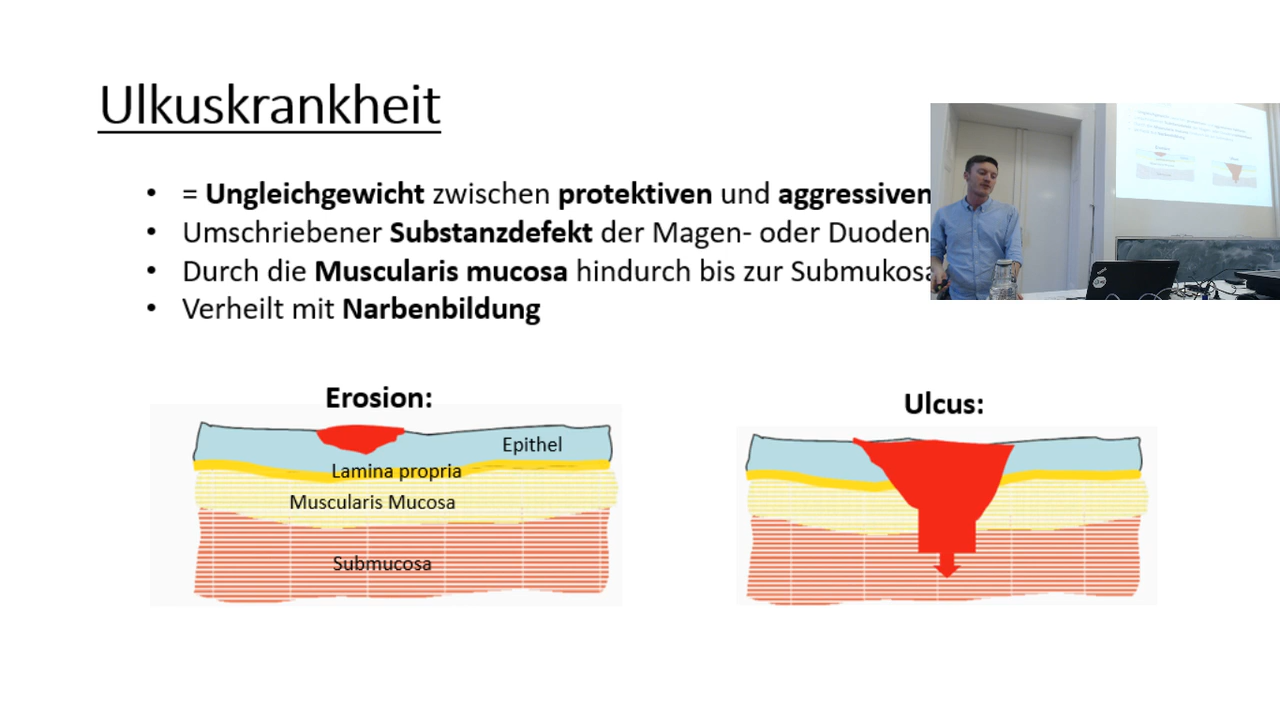 Ulkuskrankheit
• = Ungleichgewicht zwischen protektiven und aggressiven
• Umschriebener Substanzdefekt der Magen- oder Duoden
• Durch die Muscularis mucosa hindurch bis zur Submukosa
• Verheilt mit Narbenbildung
Erosion:
Ulcus:
Epithel
Lamina propria
Muscularis Mucosa
Submucosa